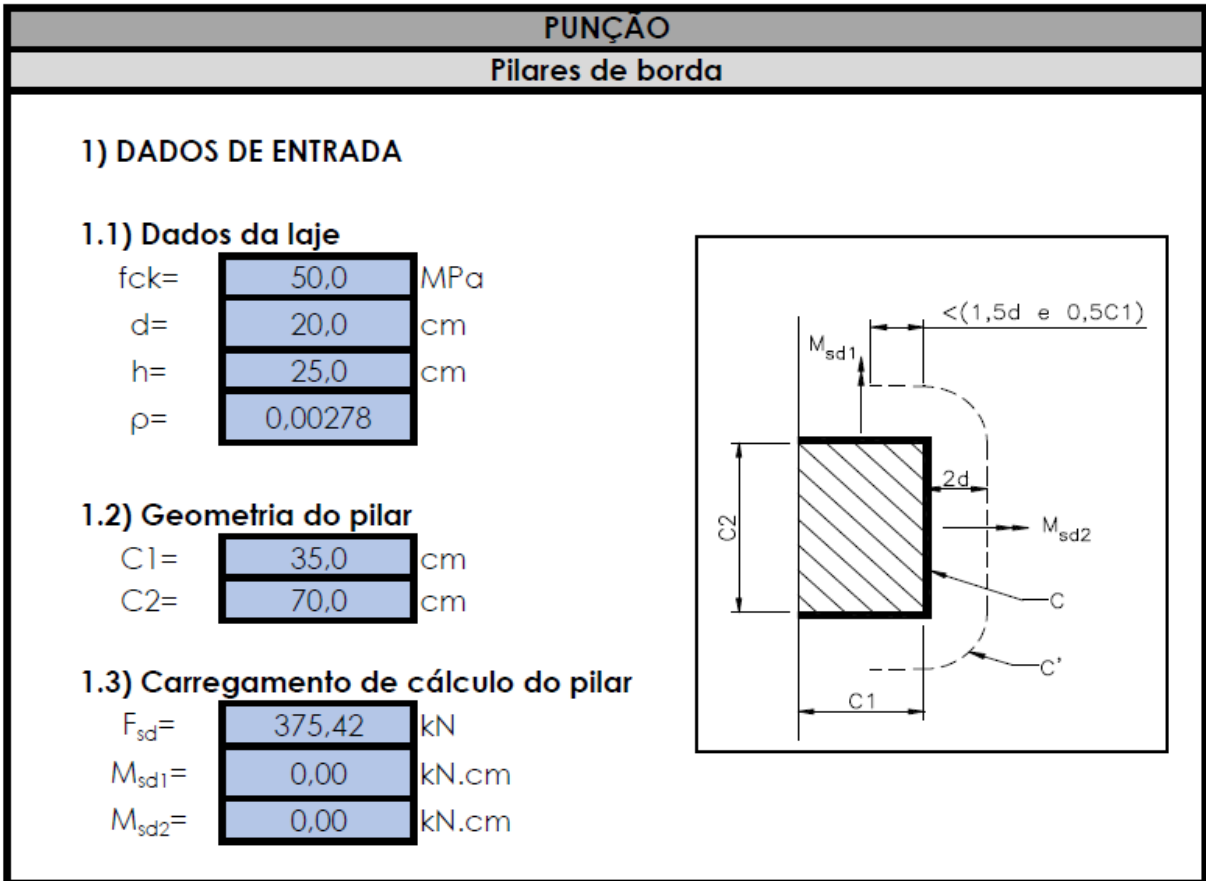 PUNÇÃO
Pilares de borda
1) DADOS DE ENTRADA
1.1) Dados da laje
fck= 50,0 MPa
d= 20,0 cm
h= 25,0 cm
ρ= 0,00278
1.2) Geometria do pilar
C1= 35,0 cm
C2= 70,0 cm
1.3) Carregamento de cálculo do pilar
Fsd= 375,42 kN
Msd1= 0,00 kN.cm
Msd2= 0,00 kN.cm
<(1,5d e 0,5C1)
Msd1
2d
C2
Msd2
C
C'
C1